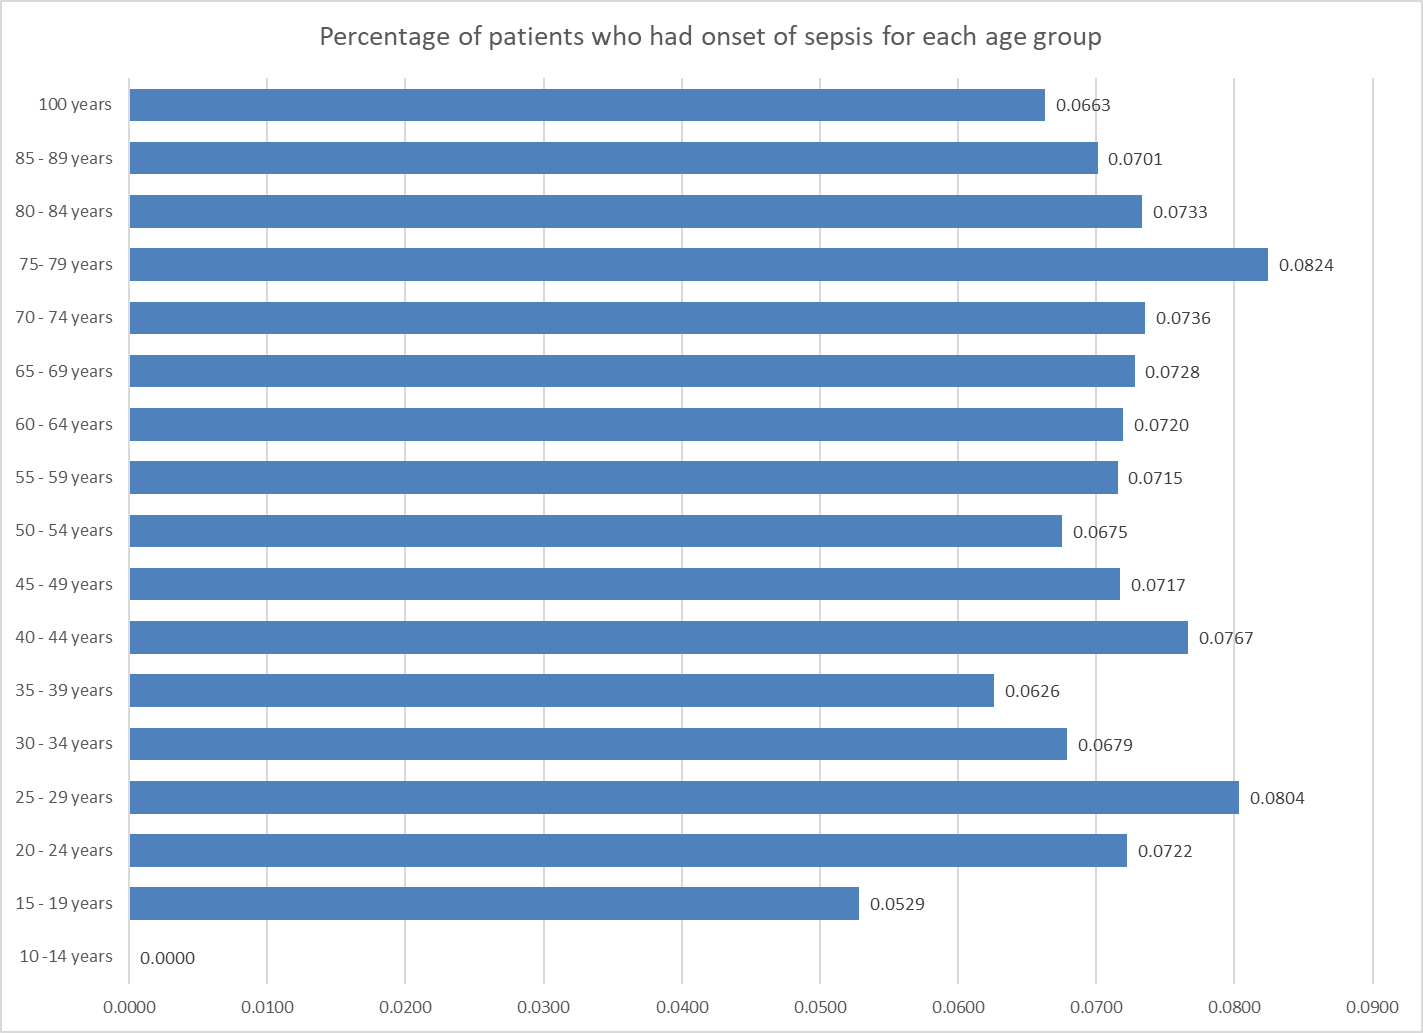 Percentage of patients who had onset of sepsis for each age group
100 years 0.0663
85 - 89 years 0.0701
80 - 84 years 0.0733
75- 79 years 0.0824
70 - 74 years 0.0736
65 - 69 years 0.0728
60 - 64 years 0.0720
55 - 59 years 0.0715
50 - 54 years 0.0675
45 - 49 years 0.0717
40 - 44 years 0.0767
35 - 39 years 0.0626
30 - 34 years 0.0679
25 - 29 years 0.0804
20 - 24 years 0.0722
15 - 19 years 0.0529
10 -14 years 0.0000
0.0000 0.0100 0.0200 0.0300 0.0400 0.0500 0.0600 0.0700 0.0800 0.0900